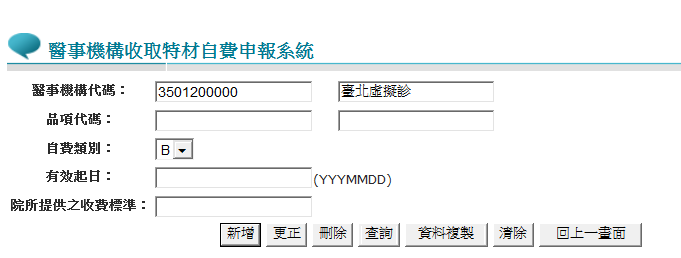 醫事機構收取特材自費申報系統
醫事機構代碼： 3501200000 臺北虛擬診
品項代碼：
自費類別： B
有效起日： (YYYMMDD)
院所提供之收費標準：
新增 更正 刪除 查詢 資料複製 清除 回上一畫面